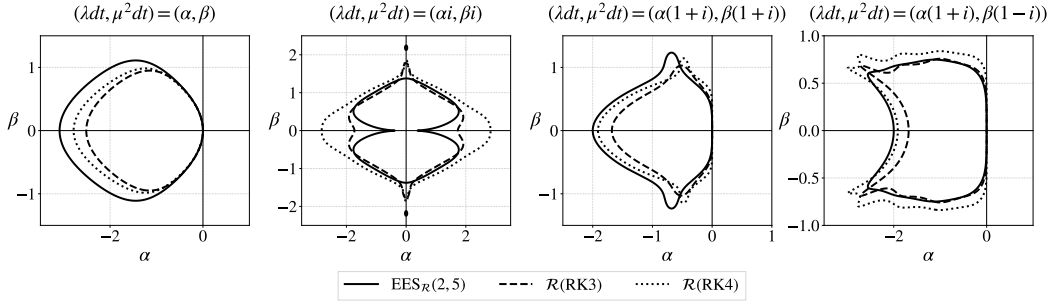 (λdt, μ²dt) = (α, β)
(λdt, μ²dt) = (αi, βi)
(λdt, μ²dt) = (α(1+i), β(1+i))
(λdt, μ²dt) = (α(1+i), β(1−i))
β
1
0
−1
−2
0
α
β
2
1
0
−1
−2
−2
0
2
α
β
1
0
−1
−2
−1
0
1
α
β
1.0
0.5
0.0
−0.5
−1.0
−4
−2
0
α
EES_ℛ(2, 5)
ℛ(RK3)
ℛ(RK4)